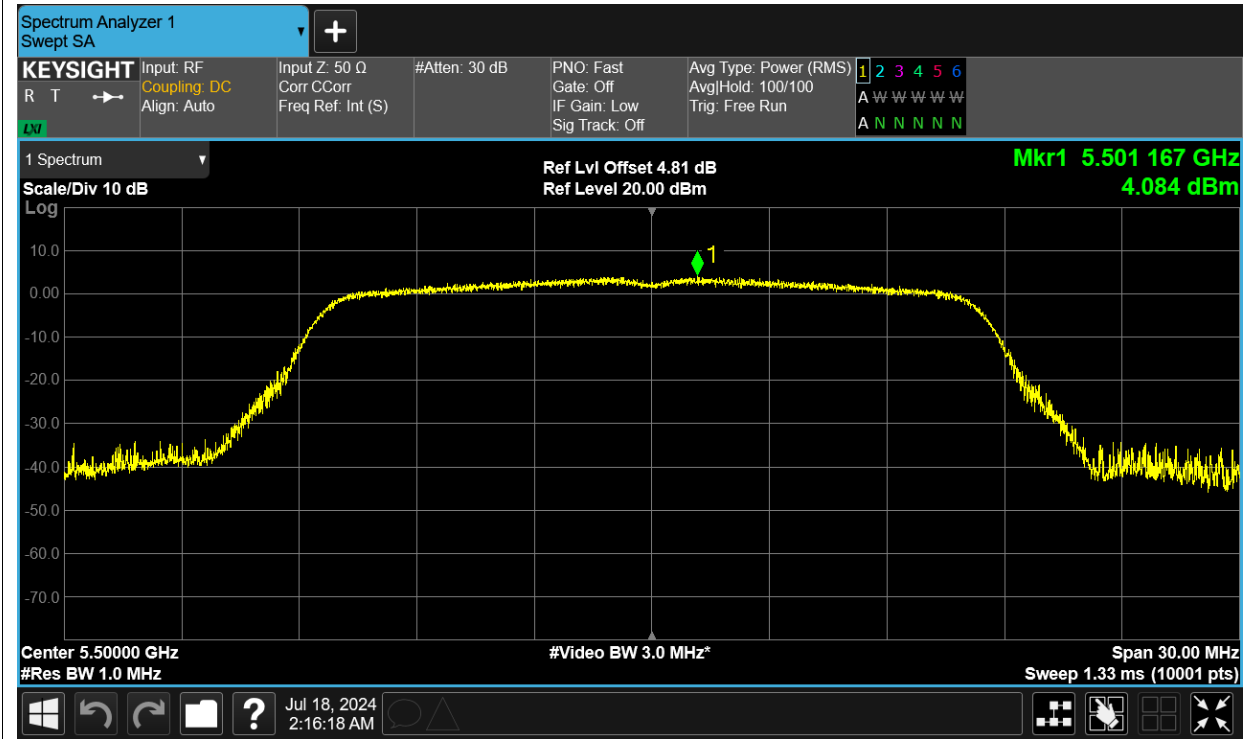 Spectrum Analyzer 1
Swept SA
KEYSIGHT
R T
LXI
Input: RF
Coupling: DC
Align: Auto
Input Z: 50 Ω
Corr CCorr
Freq Ref: Int (S)
#Atten: 30 dB
PNO: Fast
Gate: Off
IF Gain: Low
Sig Track: Off
Avg Type: Power (RMS)
Avg|Hold: 100/100
Trig: Free Run
1 2 3 4 5 6
A W W W W W
A N N N N N
1 Spectrum
Scale/Div 10 dB
Log
Ref Lvl Offset 4.81 dB
Ref Level 20.00 dBm
Mkr1 5.501 167 GHz
4.084 dBm
1
10.0
0.00
-10.0
-20.0
-30.0
-40.0
-50.0
-60.0
-70.0
Center 5.50000 GHz
#Res BW 1.0 MHz
#Video BW 3.0 MHz*
Span 30.00 MHz
Sweep 1.33 ms (10001 pts)
?
Jul 18, 2024
2:16:18 AM